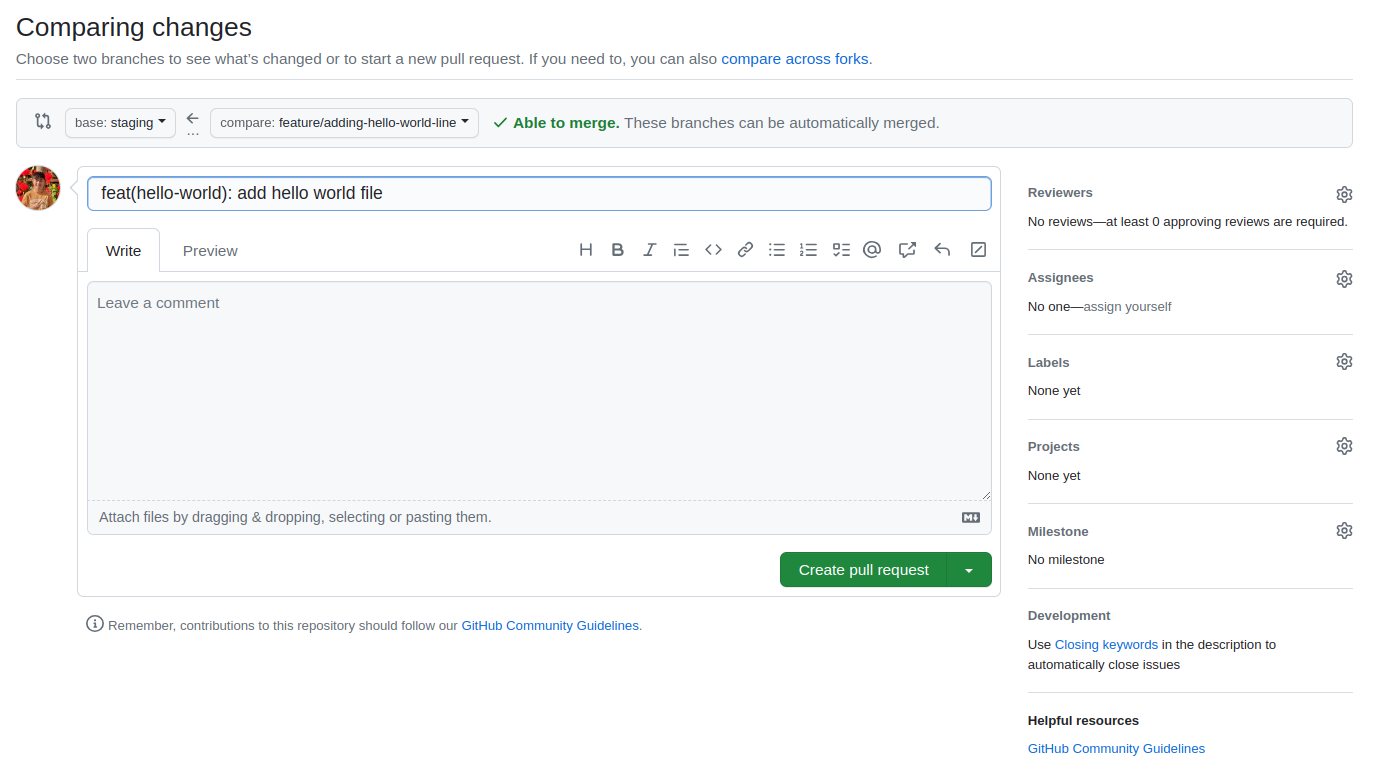 Comparing changes
Choose two branches to see what's changed or to start a new pull request. If you need to, you can also compare across forks.
base: staging
...
compare: feature/adding-hello-world-line
Able to merge. These branches can be automatically merged.
feat(hello-world): add hello world file
Write
Preview
Leave a comment
Attach files by dragging & dropping, selecting or pasting them.
Create pull request
Remember, contributions to this repository should follow our GitHub Community Guidelines.
Reviewers
No reviews—at least 0 approving reviews are required.
Assignees
No one—assign yourself
Labels
None yet
Projects
None yet
Milestone
No milestone
Development
Use Closing keywords in the description to
automatically close issues
Helpful resources
GitHub Community Guidelines